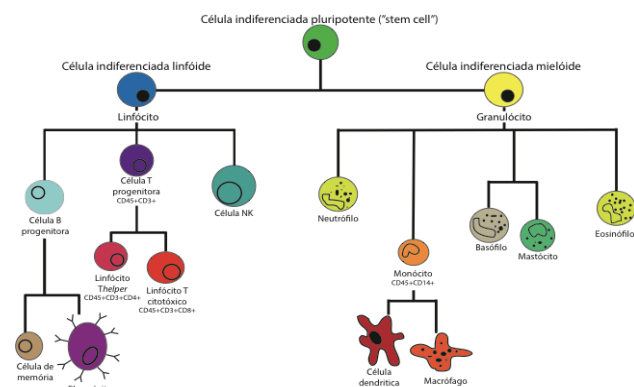 Célula indiferenciada pluripotente ("stem cell")
Célula indiferenciada linfóide
Célula indiferenciada mielóide
Linfócito
Granulócito
Célula B
progenitora
Célula T
progenitora
CD45+CD3+
Célula NK
Neutrófilo
Monócito
CD45+CD14+
Basófilo
Mastócito
Eosinófilo
Linfócito
Thelper
CD45+CD3+CD4+
Linfócito T
citotóxico
CD45+CD3+CD8+
Célula de
memória
Célula
dendritica
Macrófago